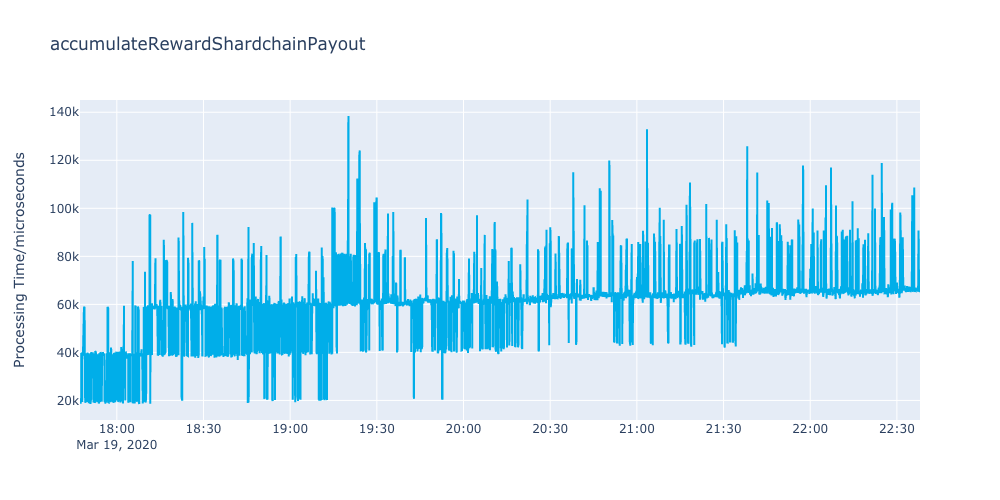 accumulateRewardShardchainPayout
Processing Time/microseconds
140k
120k
100k
80k
60k
40k
20k
18:00 18:30 19:00 19:30 20:00 20:30 21:00 21:30 22:00 22:30
Mar 19, 2020